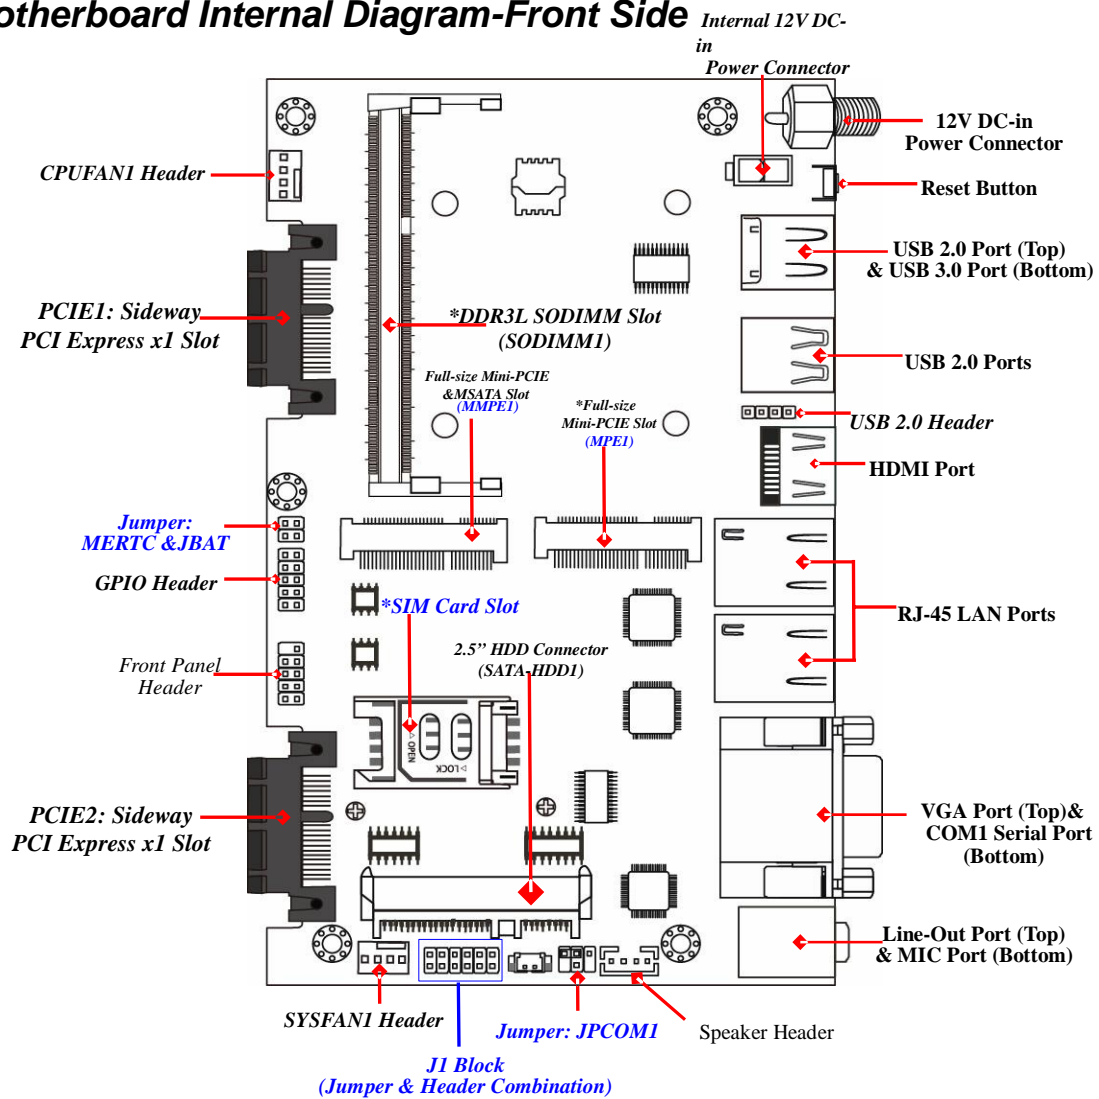 otherboard Internal Diagram-Front Side
Internal 12V DC-
in
Power Connector
12V DC-in
Power Connector
CPUFAN1 Header
Reset Button
USB 2.0 Port (Top)
& USB 3.0 Port (Bottom)
PCIE1: Sideway
PCI Express x1 Slot
*DDR3L SODIMM Slot
(SODIMM1)
USB 2.0 Ports
Full-size Mini-PCIE
&MSATA Slot
(MMPE1)
*Full-size
Mini-PCIE Slot
(MPE1)
USB 2.0 Header
HDMI Port
Jumper:
MERTC &JBAT
GPIO Header
*SIM Card Slot
RJ-45 LAN Ports
2.5” HDD Connector
(SATA-HDD1)
Front Panel
Header
△ OPEN
▷ LOCK
PCIE2: Sideway
PCI Express x1 Slot
VGA Port (Top)&
COM1 Serial Port
(Bottom)
Line-Out Port (Top)
& MIC Port (Bottom)
SYSFAN1 Header
Jumper: JPCOM1
Speaker Header
J1 Block
(Jumper & Header Combination)